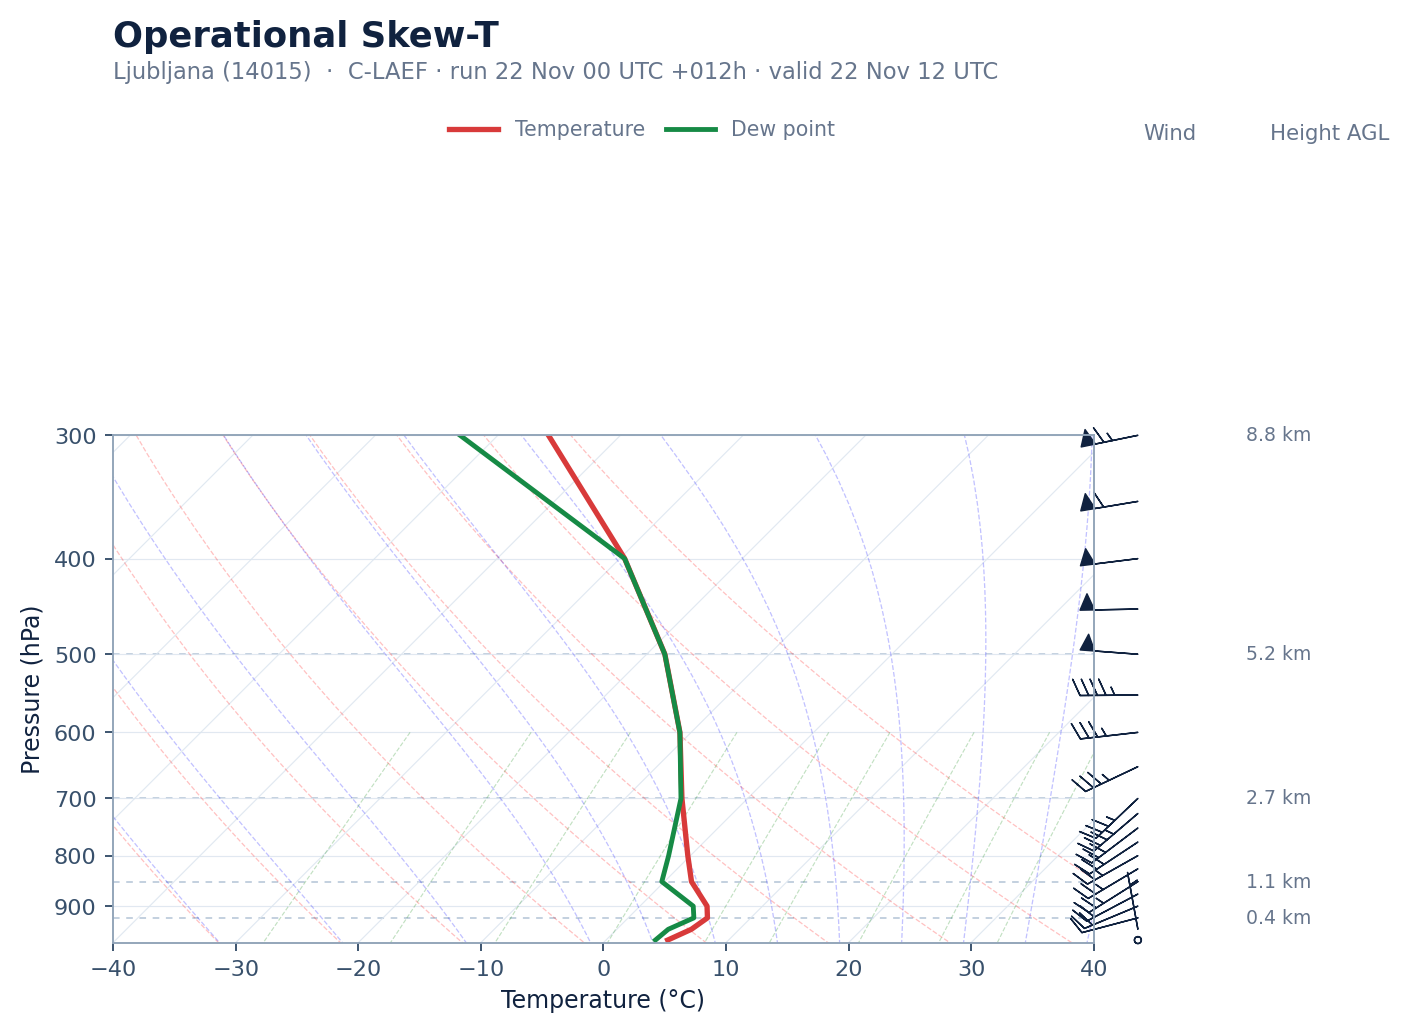 Operational Skew-T
Ljubljana (14015)  ·  C-LAEF · run 22 Nov 00 UTC +012h · valid 22 Nov 12 UTC
Temperature
Dew point
Wind
Height AGL
300
400
500
600
700
800
900
Pressure (hPa)
8.8 km
5.2 km
2.7 km
1.1 km
0.4 km
−40
−30
−20
−10
0
10
20
30
40
Temperature (°C)